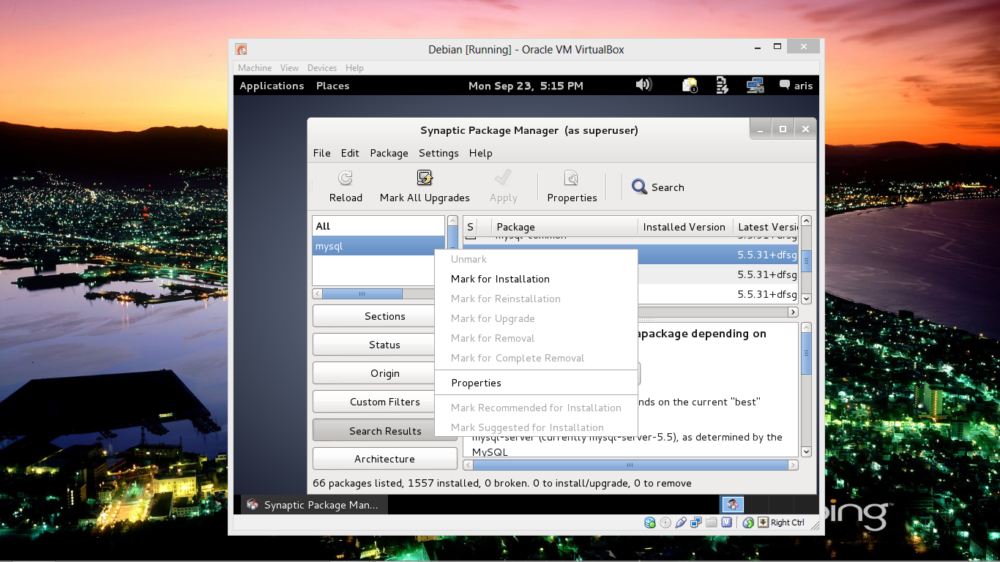 Debian [Running] - Oracle VM VirtualBox
Machine View Devices Help
Applications Places Mon Sep 23, 5:15 PM 1 aris
Synaptic Package Manager (as superuser)
File Edit Package Settings Help
Reload Mark All Upgrades Apply Properties Search
All
S Package Installed Version Latest Versi
mysql-common 5.5.31+dfsg
mysql
5.5.31+dfsg
5.5.31+dfsg
5.5.31+dfsg
Unmark
Mark for Installation
Mark for Reinstallation
Mark for Upgrade
Mark for Removal
Mark for Complete Removal
Properties
Mark Recommended for Installation
Mark Suggested for Installation
Sections
Status
Origin
Custom Filters
Search Results
Architecture
apackage depending on
nds on the current "best"
mysql-server (currently mysql-server-5.5), as determined by the
MySQL
66 packages listed, 1557 installed, 0 broken. 0 to install/upgrade, 0 to remove
Synaptic Package Man...
Right Ctrl
bing™